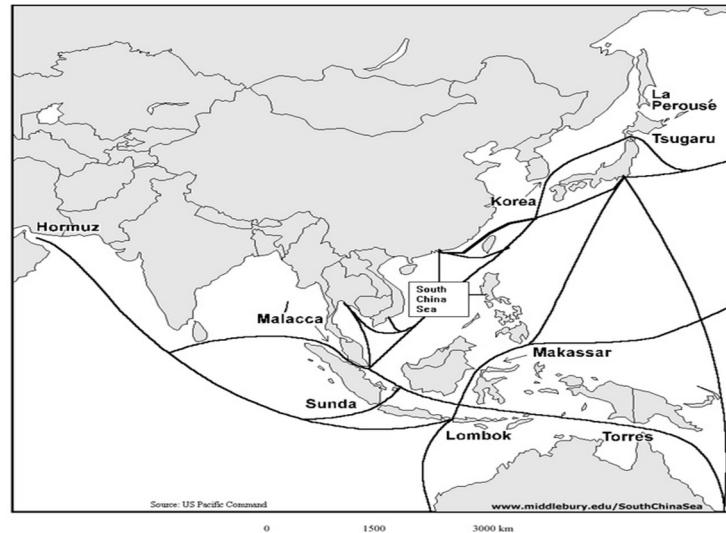 La
Perouse
Tsugaru
Korea
Hormuz
South
China
Sea
Malacca
Makassar
Sunda
Lombok
Torres
Source: US Pacific Command
www.middlebury.edu/SouthChinaSea
0 1500 3000 km